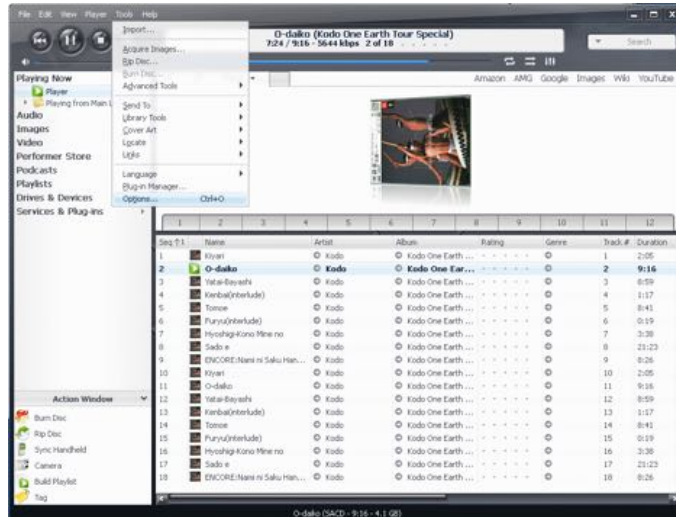 File Edit View Player Tools Help
O-daiko (Kodo One Earth Tour Special)
7:24 / 9:16 - 5644 kbps 2 of 18
Search
Import...
Acquire Images...
Rip Disc...
Burn Disc...
Advanced Tools
Send To
Library Tools
Cover Art
Locate
Links
Language
Plug-in Manager...
Options... Ctrl+O
Playing Now
Player
Playing from Main
Audio
Images
Video
Performer Store
Podcasts
Playlists
Drives & Devices
Services & Plug-ins
Amazon AMG Google Images Wiki YouTube
1 2 3 4 5 6 7 8 9 10 11 12
Seq Name Artist Album Rating Genre Track # Duration
1 Kiyari Kodo Kodo One Earth ... 1 2:05
2 O-daiko Kodo Kodo One Ear... 2 9:16
3 Yatai-Bayashi Kodo Kodo One Earth ... 3 8:59
4 Kenbai(interlude) Kodo Kodo One Earth ... 4 1:17
5 Tomoe Kodo Kodo One Earth ... 5 8:41
6 Furyu(interlude) Kodo Kodo One Earth ... 6 0:19
7 Hyoshigi-Kono Mine no Kodo Kodo One Earth ... 7 3:38
8 Sado e Kodo Kodo One Earth ... 8 21:23
9 ENCORE:Nani ni Saku Han... Kodo Kodo One Earth ... 9 8:26
10 Kiyari Kodo Kodo One Earth ... 10 2:05
11 O-daiko Kodo Kodo One Earth ... 11 9:16
12 Yatai-Bayashi Kodo Kodo One Earth ... 12 8:59
13 Kenbai(interlude) Kodo Kodo One Earth ... 13 1:17
14 Tomoe Kodo Kodo One Earth ... 14 8:41
15 Furyu(interlude) Kodo Kodo One Earth ... 15 0:19
16 Hyoshigi-Kono Mine no Kodo Kodo One Earth ... 16 3:38
17 Sado e Kodo Kodo One Earth ... 17 21:23
18 ENCORE:Nani ni Saku Han... Kodo Kodo One Earth ... 18 8:26
Action Window
Burn Disc
Rip Disc
Sync Handheld
Camera
Build Playlist
Tag
O-daiko (SACD - 9:16 - 4.1 GB)